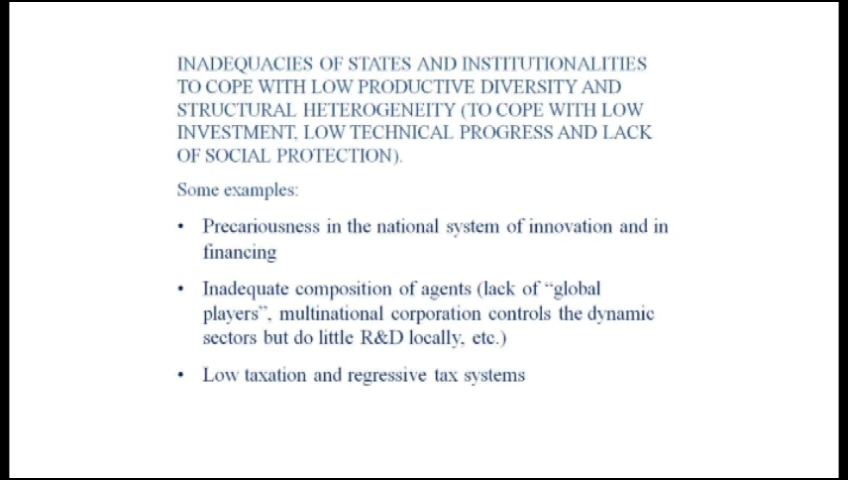 INADEQUACIES OF STATES AND INSTITUTIONALITIES
TO COPE WITH LOW PRODUCTIVE DIVERSITY AND
STRUCTURAL HETEROGENEITY (TO COPE WITH LOW
INVESTMENT, LOW TECHNICAL PROGRESS AND LACK
OF SOCIAL PROTECTION).
Some examples:
• Precariousness in the national system of innovation and in
financing
• Inadequate composition of agents (lack of “global
players”, multinational corporation controls the dynamic
sectors but do little R&D locally, etc.)
• Low taxation and regressive tax systems